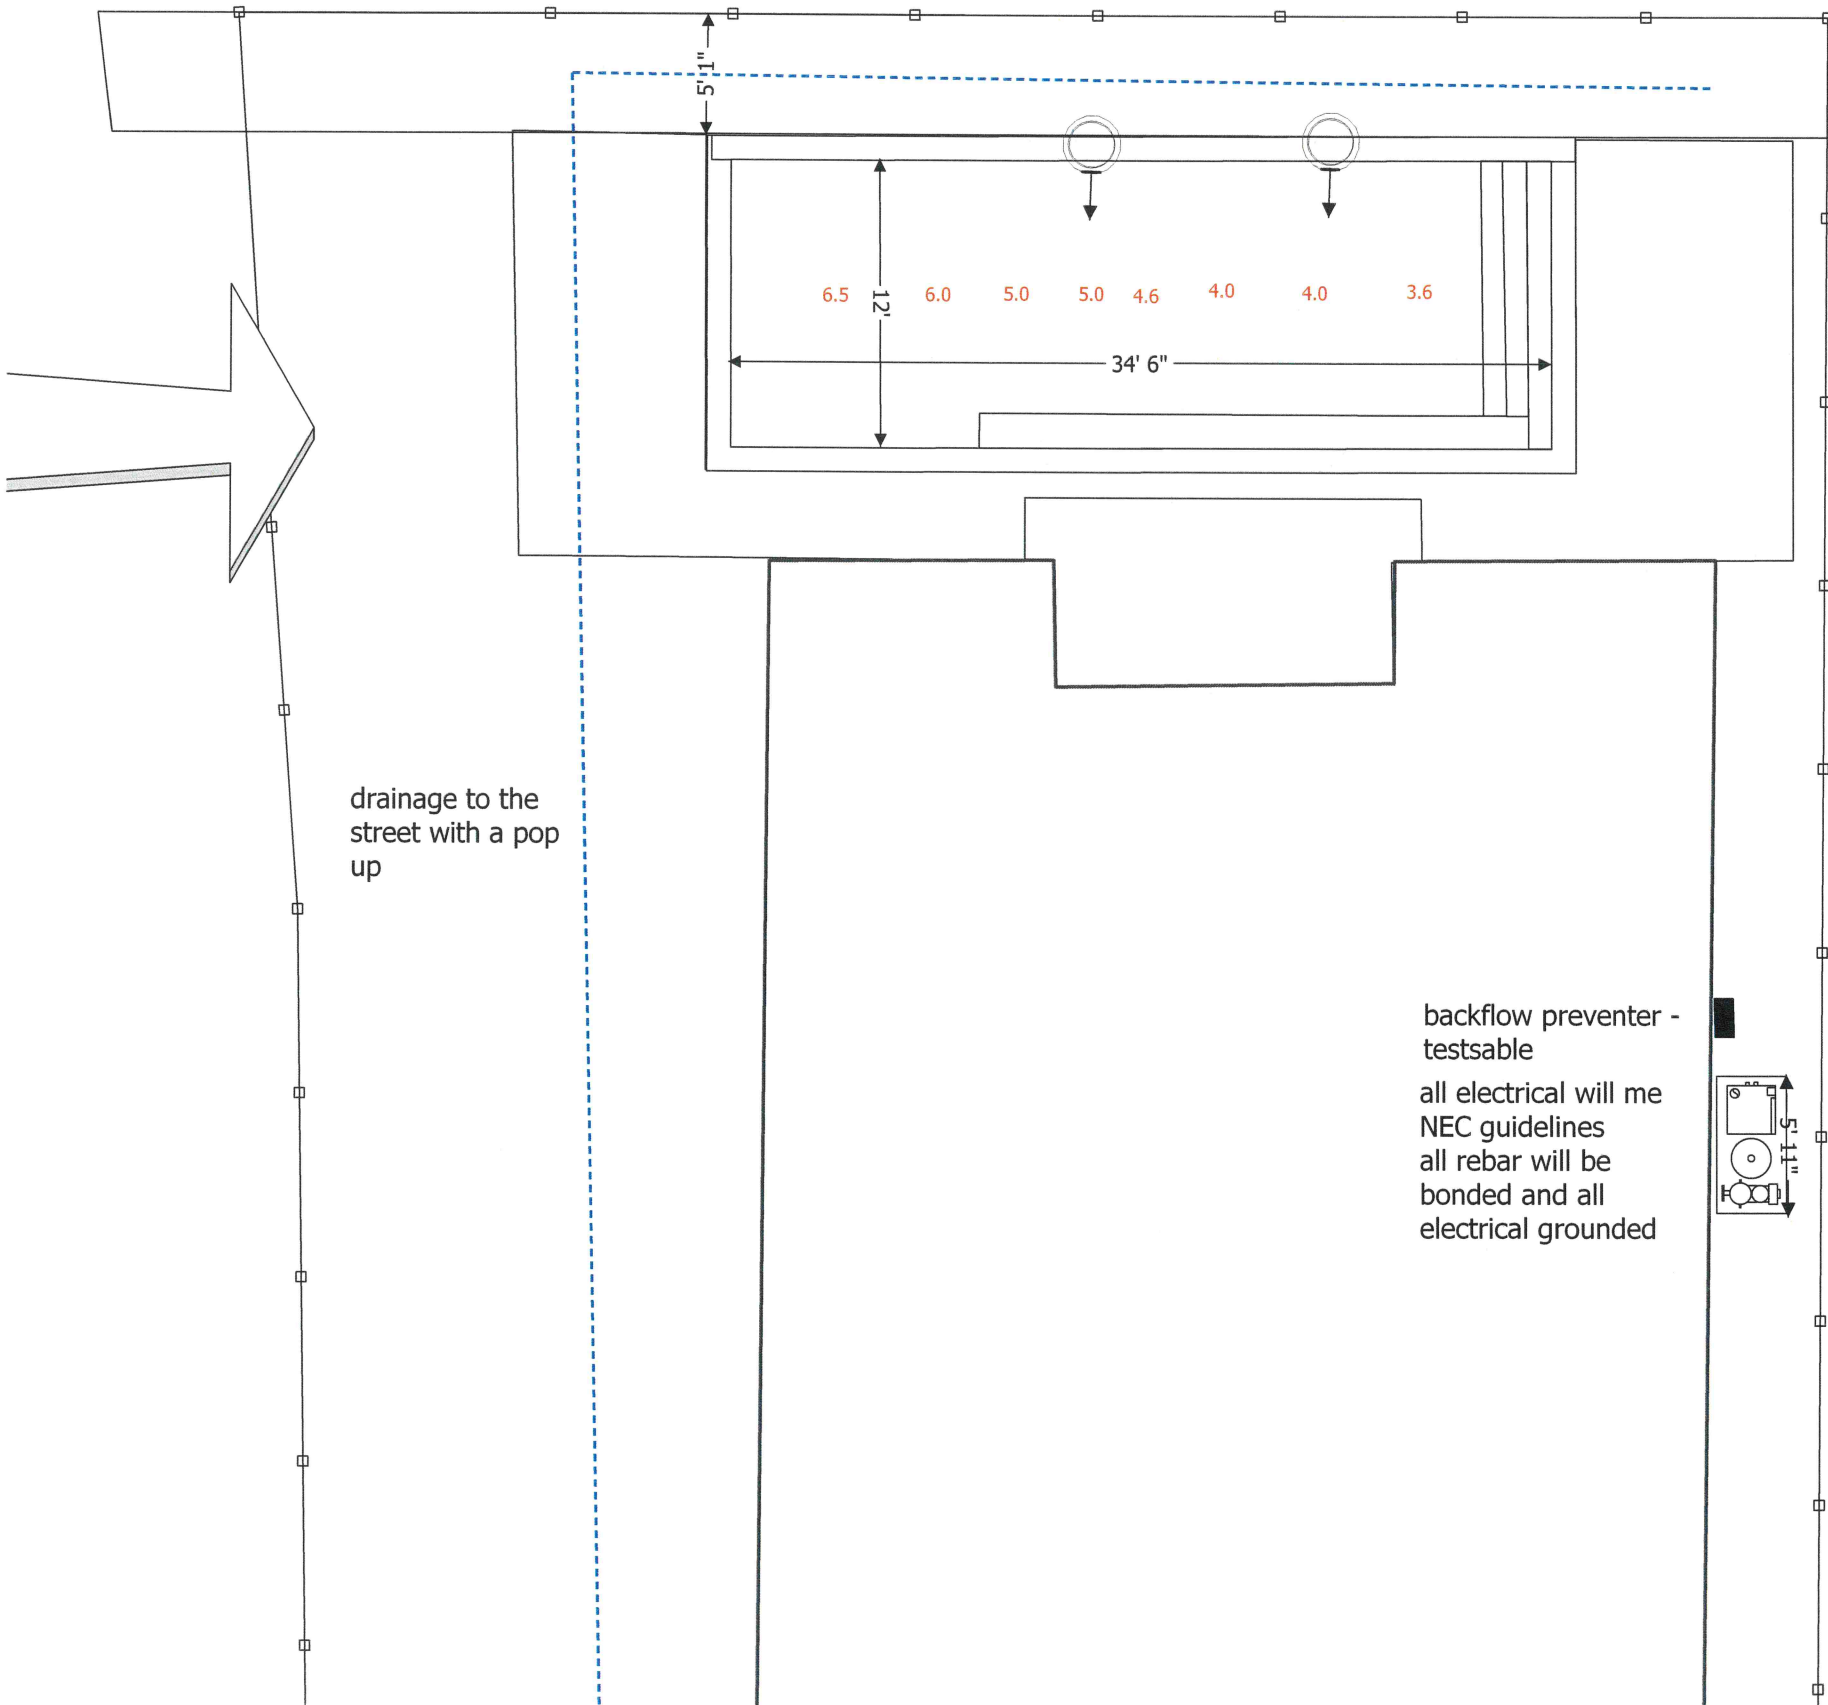 5' 1"
6.5 6.0 5.0 5.0 4.6 4.0 4.0 3.6
12'
34' 6"
drainage to the
street with a pop
up
backflow preventer -
testsable
all electrical will me
NEC guidelines
all rebar will be
bonded and all
electrical grounded
5' 11"